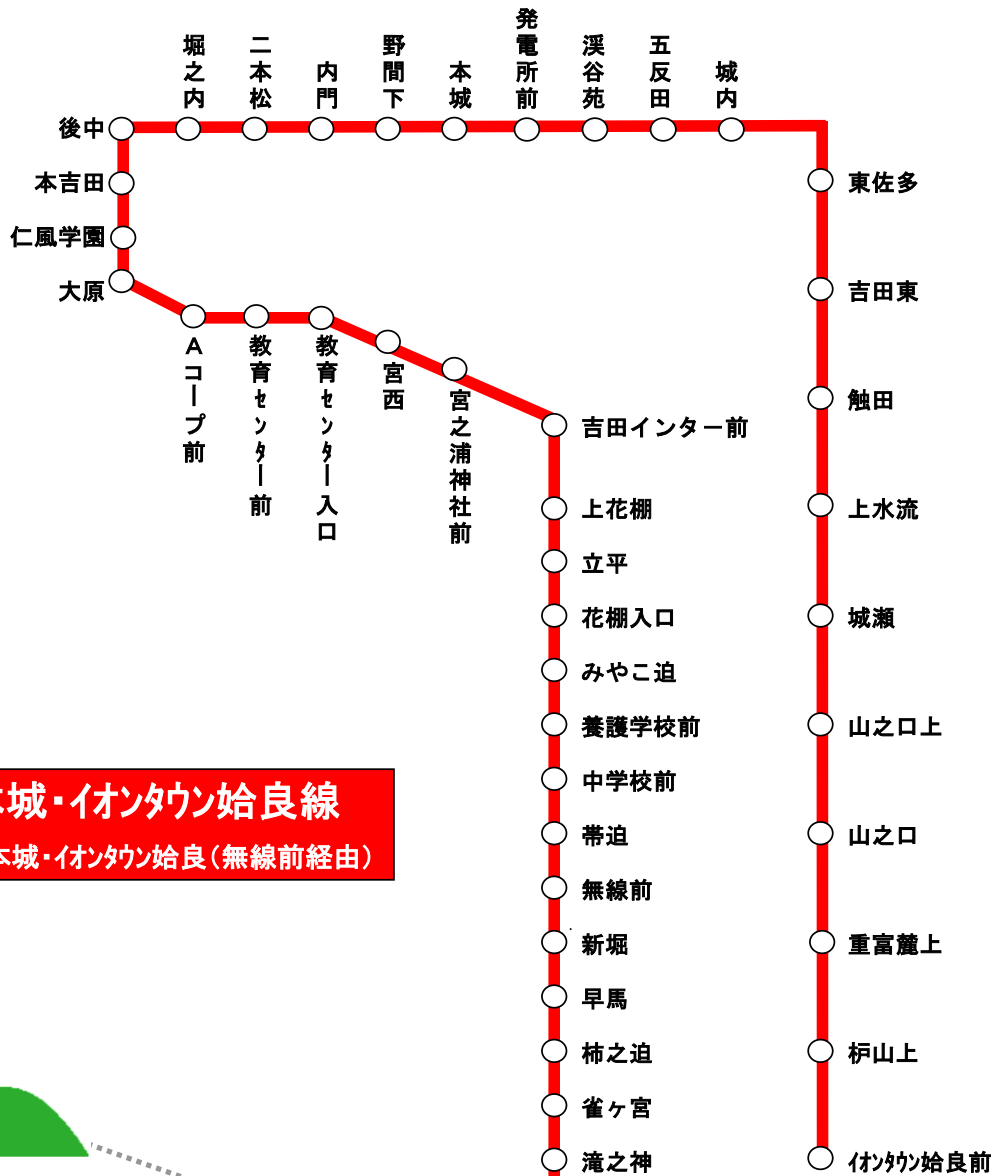 堀之内
二本松
内門
野間下
本城
発電所前
渓谷苑
五反田
城内
後中
本吉田
仁風学園
大原
Aコープ前
教育センター前
教育センター入口
宮西
宮之浦神社前
吉田インター前
上花棚
立平
花棚入口
みやこ迫
養護学校前
中学校前
帯迫
無線前
新堀
早馬
柿之迫
雀ヶ宮
滝之神
東佐多
吉田東
触田
上水流
城瀬
山之口上
山之口
重富麓上
枦山上
イオンタウン姶良前
本城・イオンタウン姶良線
本城・イオンタウン姶良(無線前経由)